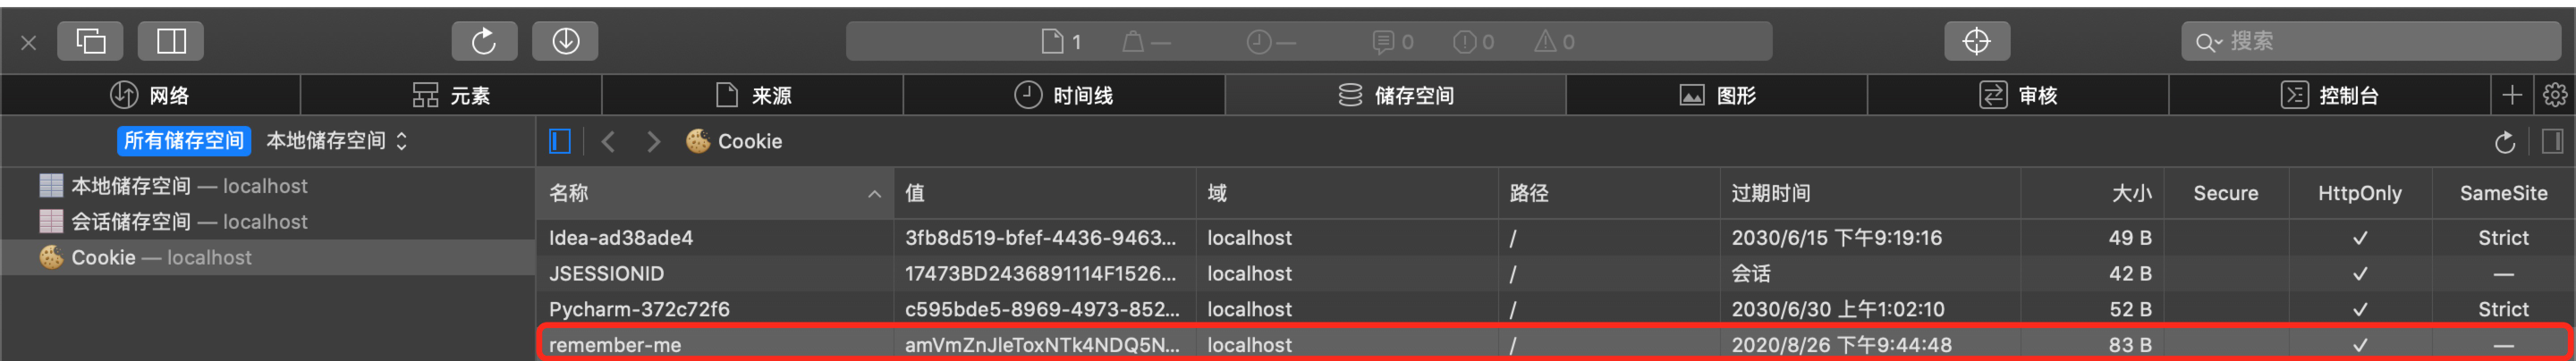 1 — — 0 0 0 搜索
网络 元素 来源 时间线 储存空间 图形 审核 控制台
所有储存空间 本地储存空间 Cookie
本地储存空间 — localhost
会话储存空间 — localhost
Cookie — localhost
名称 值 域 路径 过期时间 大小 Secure HttpOnly SameSite
Idea-ad38ade4 3fb8d519-bfef-4436-9463... localhost / 2030/6/15 下午9:19:16 49 B ✓ Strict
JSESSIONID 17473BD2436891114F1526... localhost / 会话 42 B ✓ —
Pycharm-372c72f6 c595bde5-8969-4973-852... localhost / 2030/6/30 上午1:02:10 52 B ✓ Strict
remember-me amVmZnJleToxNTk4NDQ5N... localhost / 2020/8/26 下午9:44:48 83 B ✓ —